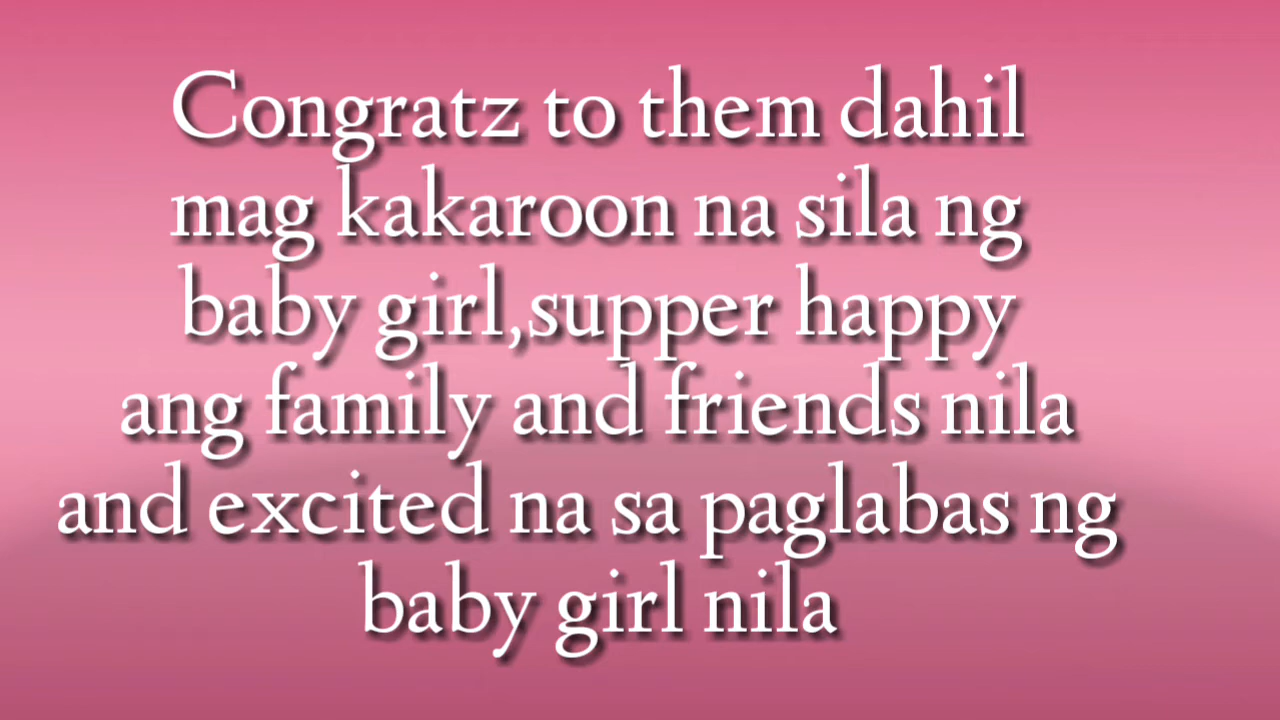 Congratz to them dahil
mag kakaroon na sila ng
baby girl,supper happy
ang family and friends nila
and excited na sa paglabas ng
baby girl nila